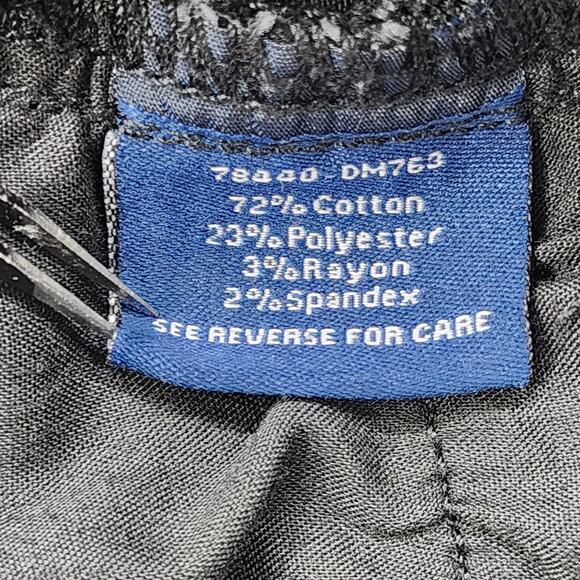 78440-DM763
72% Cotton
23% Polyester
3% Rayon
2% Spandex
SEE REVERSE FOR CARE